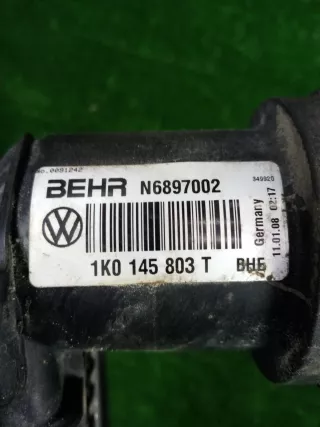 BEHR N6897002
349920
1K0 145 803 T BHE
Germany
11.01.08 02:17